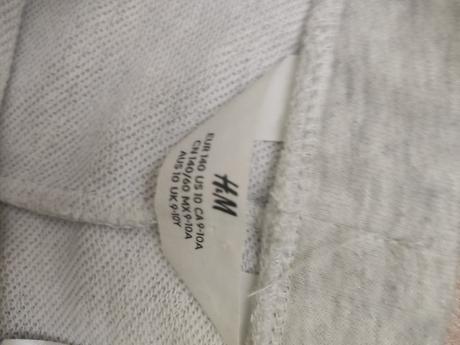 H&M
EUR 140 US 10 CA 9-10A
CN 140/60 MX 9-10A
AUS 10 UK 9-10Y